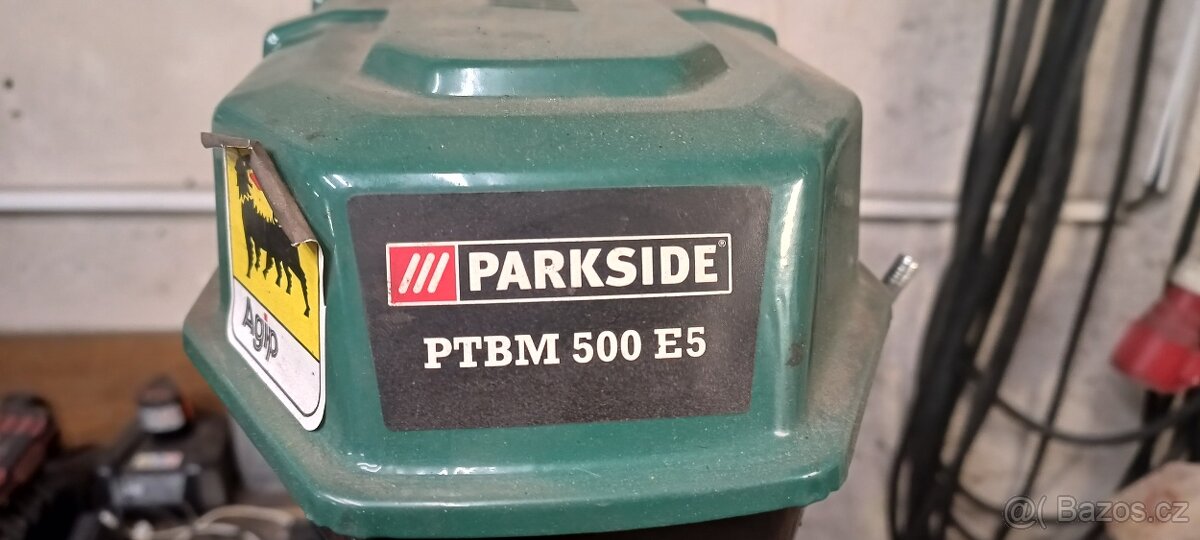 PARKSIDE®
PTBM 500 E5
Agip
@( Bazos.cz